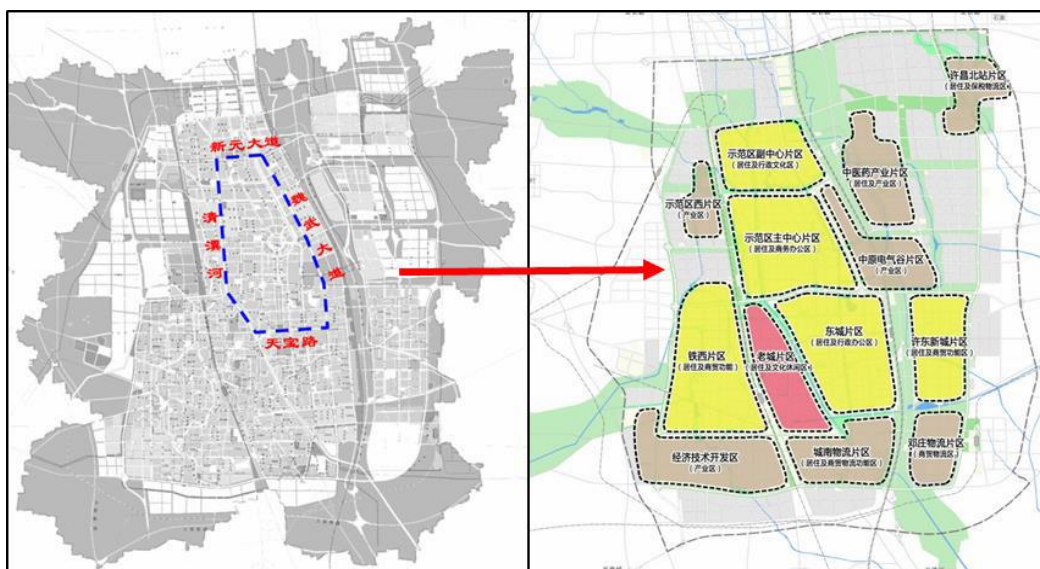 新元大道
清潩河
魏武大道
天宝路
许昌北站片区
（居住及保税物流区）
示范区副中心片区
（居住及行政文化区）
中医药产业片区
（居住及产业区）
示范区西片区
（产业区）
示范区主中心片区
（居住及商务办公区）
中原电气谷片区
（产业区）
东城片区
（居住及行政办公区）
许东新城片区
（居住及商贸功能区）
铁西片区
（居住及商贸功能）
老城片区
（居住及文化休闲区）
经济技术开发区
（产业区）
城南物流片区
（居住及商贸物流功能区）
邓庄物流片区
（商贸物流区）